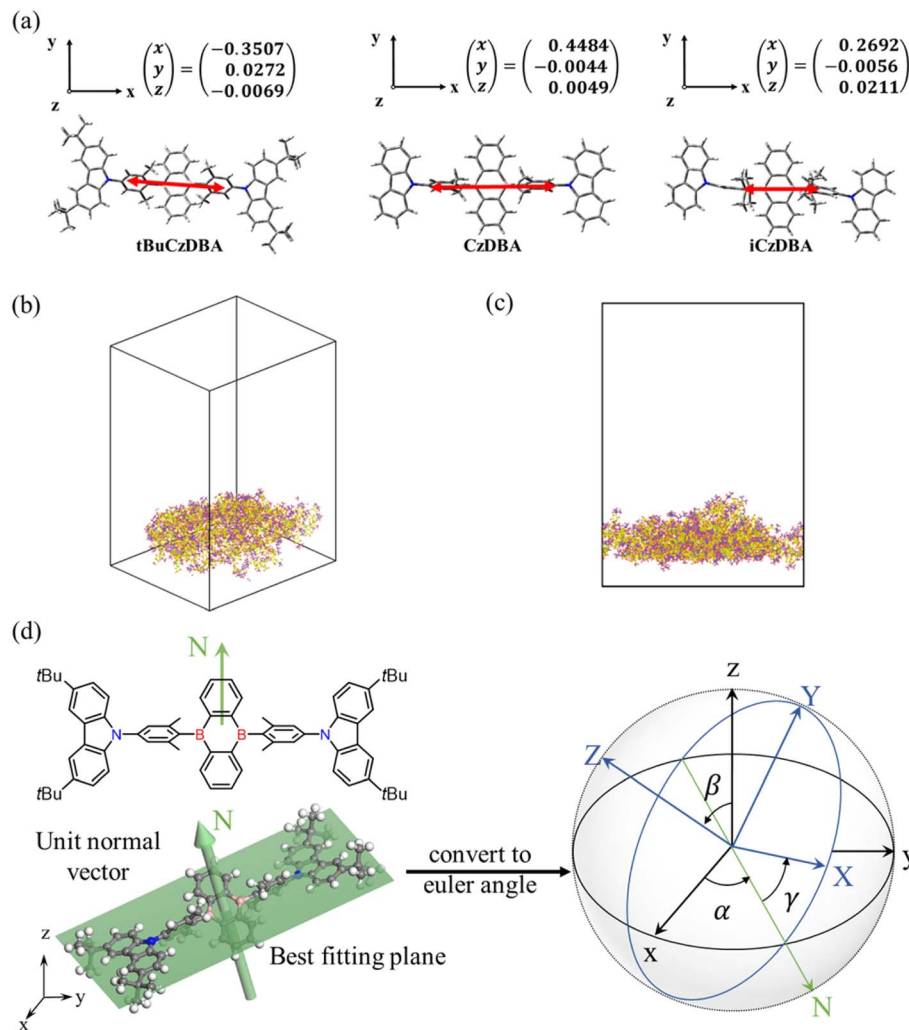 (a)
y
x
z
(x y z) = (−0.3507 0.0272 −0.0069)
tBuCzDBA
y
x
z
(x y z) = (0.4484 −0.0044 0.0049)
CzDBA
y
x
z
(x y z) = (0.2692 −0.0056 0.0211)
iCzDBA
(b)
(c)
(d)
N
tBu
tBu
N
B
B
N
tBu
tBu
N
Unit normal
vector
Best fitting plane
z
y
x
convert to
euler angle
z
Y
Z
β
y
X
γ
α
x
N